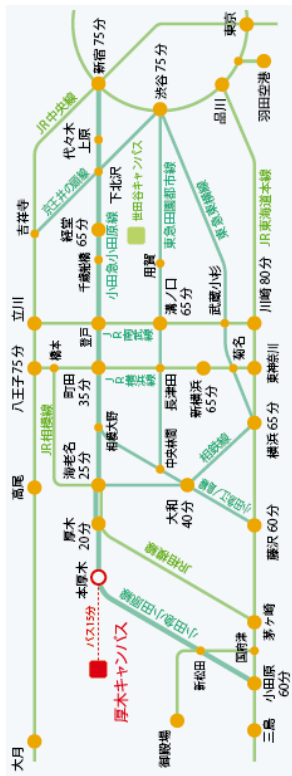 大月
高尾
八王子 75分
立川
吉祥寺
JR中央線
新宿 75分
東京
橋本
JR相模線
京王井の頭線
代々木
上原
渋谷 75分
品川
羽田空港
下北沢
経堂
65分
千歳船橋
小田急小田原線
世田谷キャンパス
東急田園都市線
東急東横線
JR東海道本線
用賀
登戸
JR南武線
溝ノ口
65分
武蔵小杉
川崎 80分
町田
35分
JR横浜線
長津田
新横浜
65分
菊名
東神奈川
相模大野
中央林間
相鉄線
横浜 65分
海老名
25分
大和
40分
小田急江ノ島線
藤沢 60分
厚木
20分
本厚木
バス15分
厚木キャンパス
JR相模線
小田急小田原線
茅ヶ崎
国府津
新松田
小田原
60分
御殿場
三島